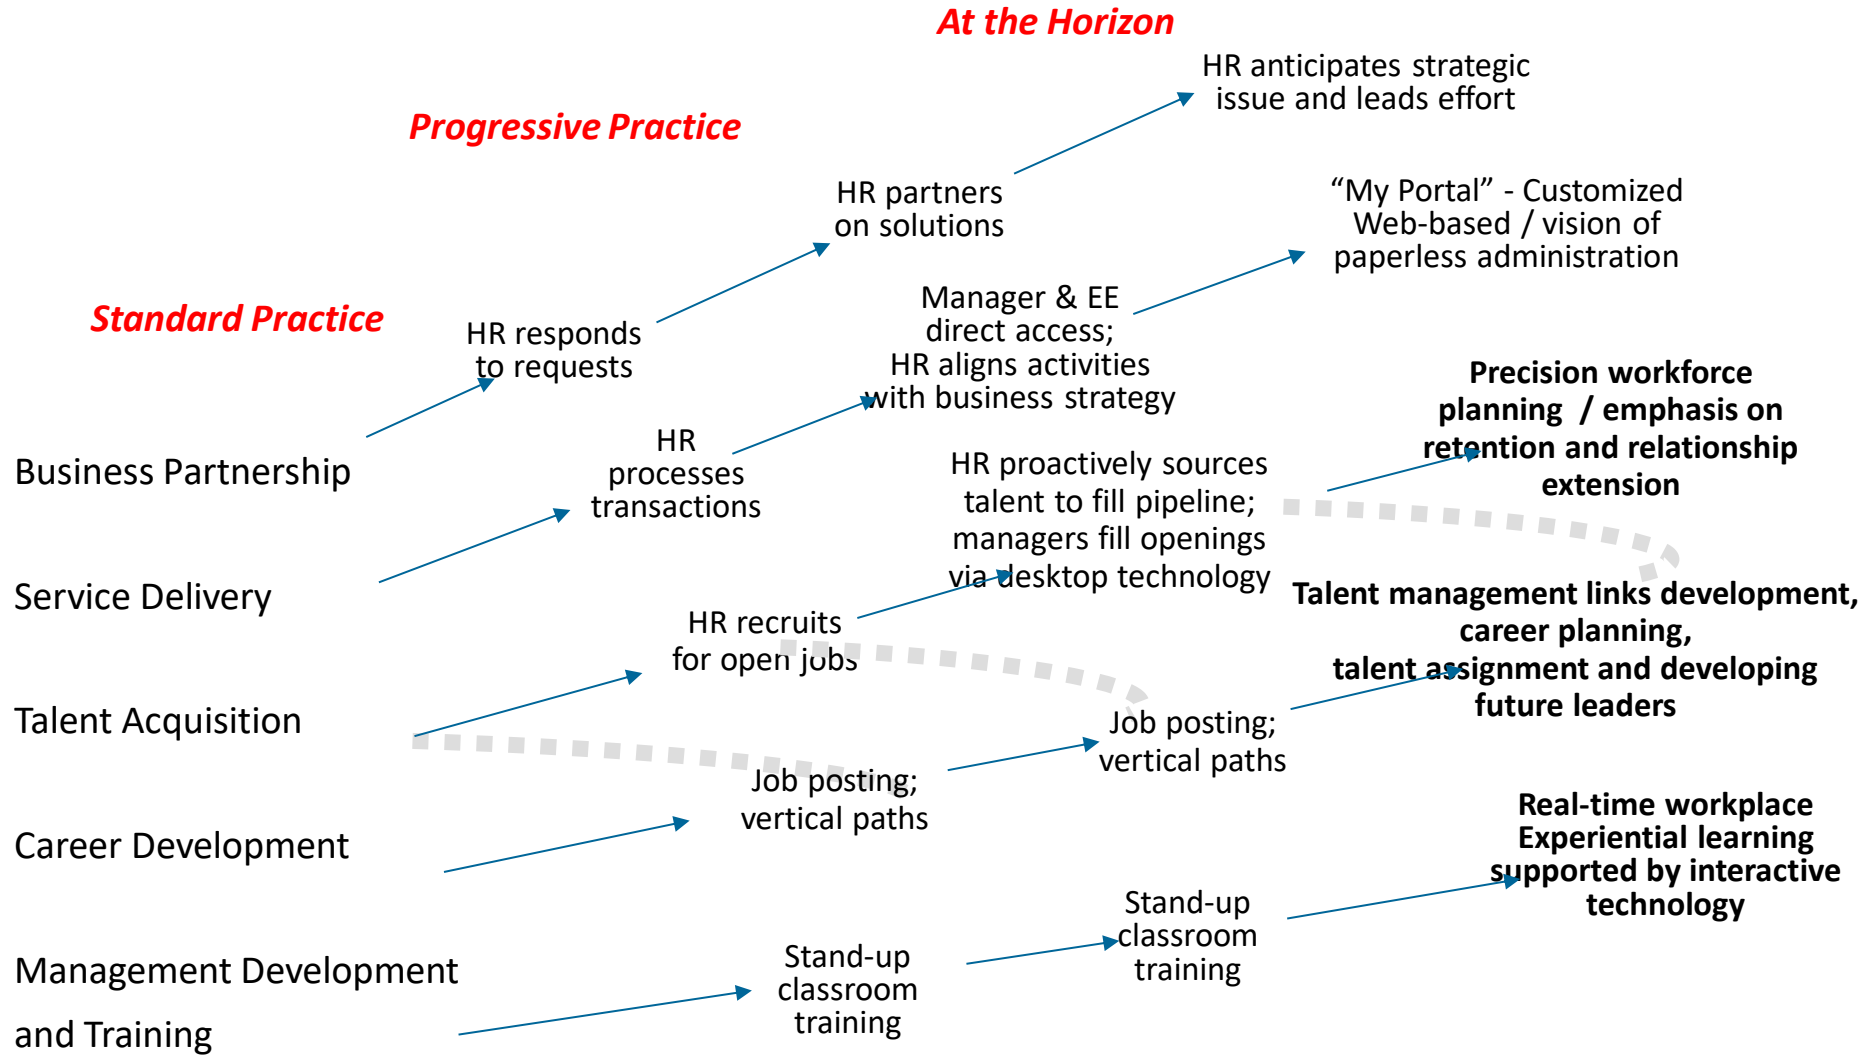 At the Horizon
HR anticipates strategic
issue and leads effort
Progressive Practice
HR partners
on solutions
“My Portal” - Customized
Web-based / vision of
paperless administration
Standard Practice
HR responds
to requests
Manager & EE
direct access;
HR aligns activities
with business strategy
Precision workforce
planning / emphasis on
retention and relationship
extension
Business Partnership
HR
processes
transactions
HR proactively sources
talent to fill pipeline;
managers fill openings
via desktop technology
Service Delivery
HR recruits
for open jobs
Talent management links development,
career planning,
talent assignment and developing
future leaders
Talent Acquisition
Job posting;
vertical paths
Job posting;
vertical paths
Career Development
Real-time workplace
Experiential learning
supported by interactive
technology
Stand-up
classroom
training
Stand-up
classroom
training
Management Development
and Training